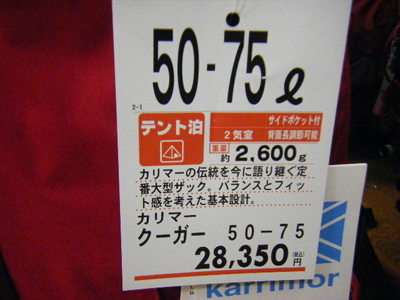 50-75ℓ
2-1
テント泊
2気室
サイドポケット付
背面長調節可能
重量
約2,600g
カリマーの伝統を今に語り継ぐ定
番大型ザック。バランスとフィッ
ト感を考えた基本設計。
カリマー
クーガー 50-75
28,350円(税込)
karrimor